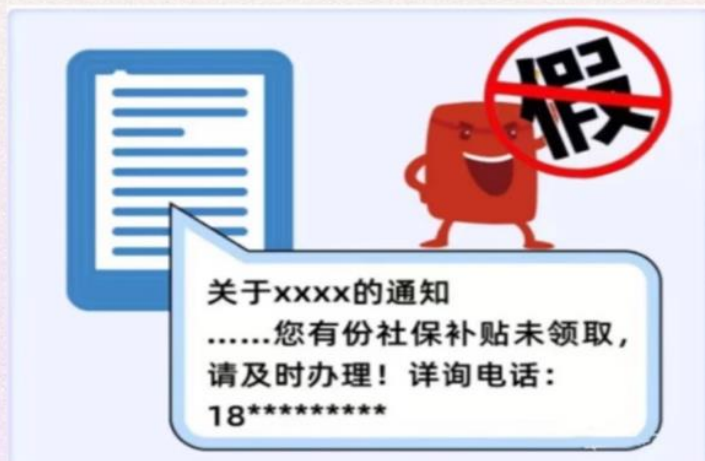 假
关于xxxx的通知
......您有份社保补贴未领取，
请及时办理！详询电话：
18*********